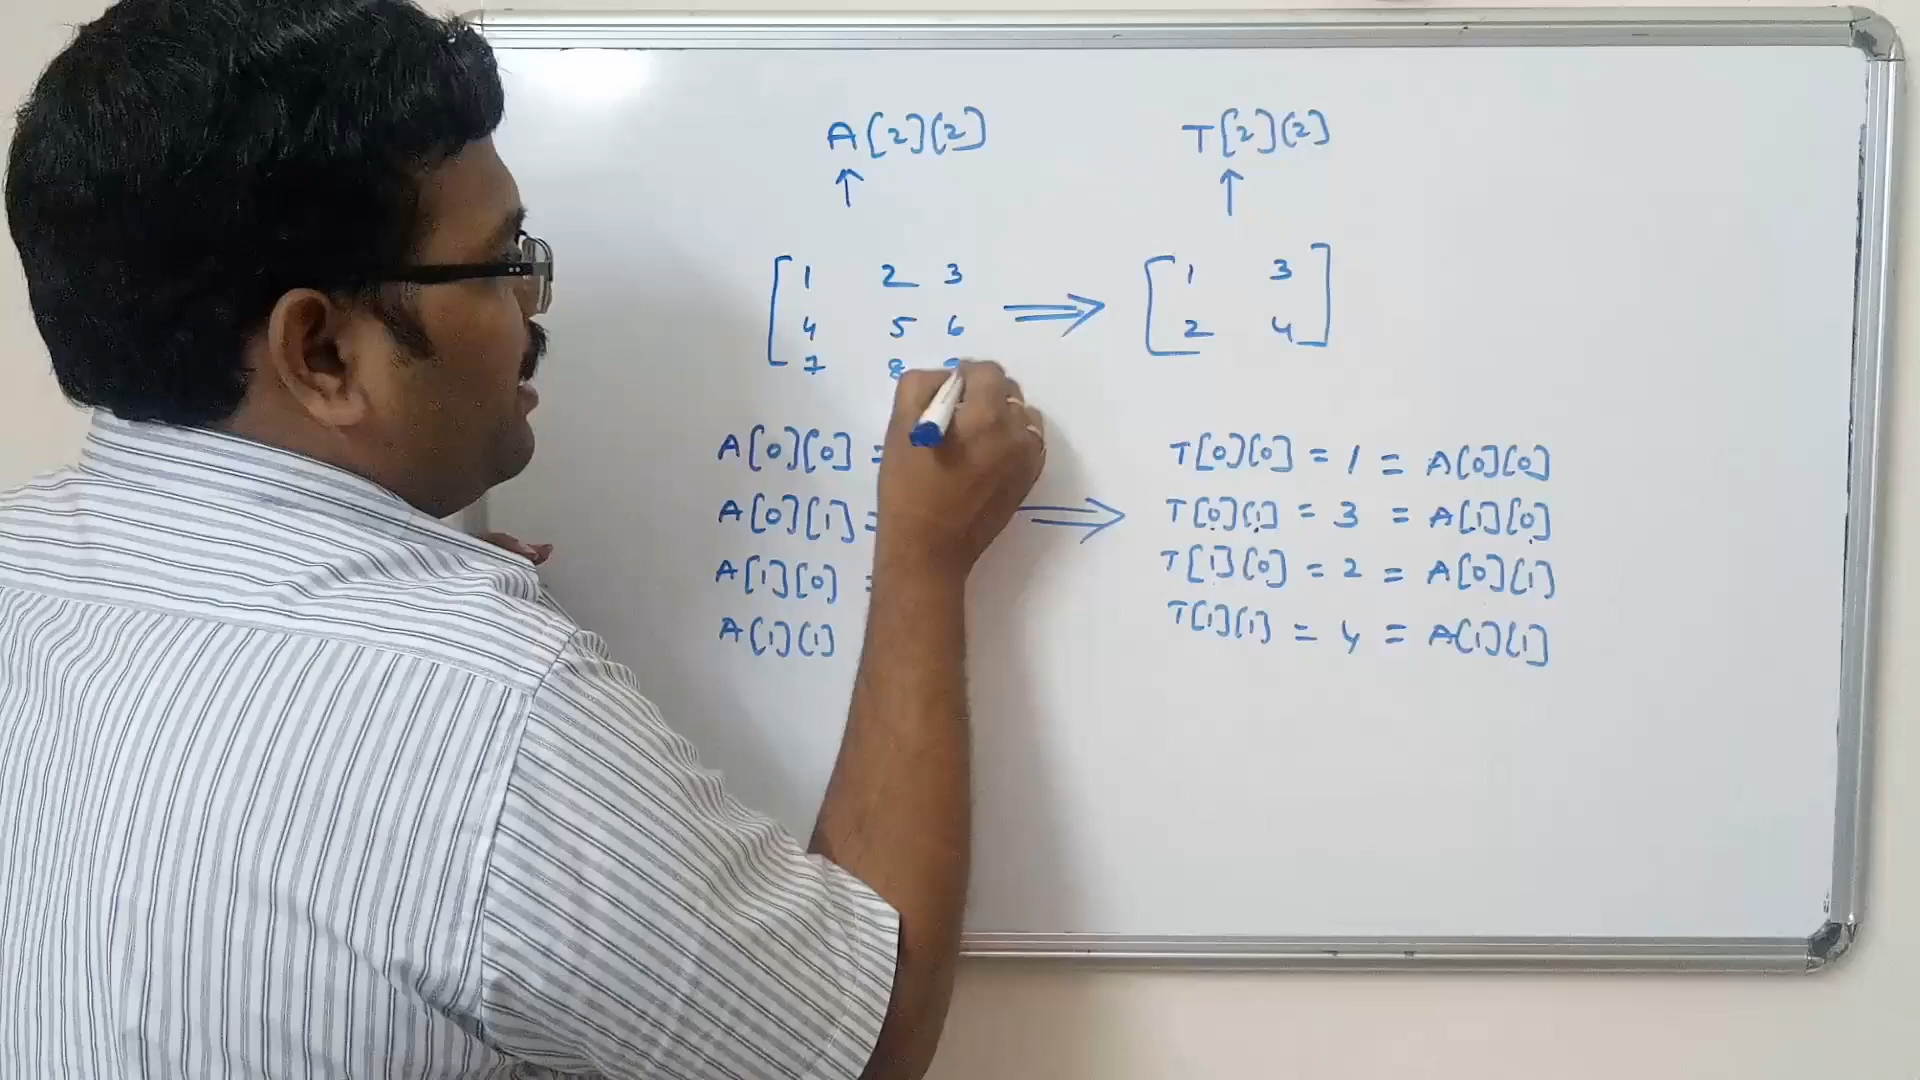 A[2][2]
T[2][2]
1 2 3
4 5 6
7 8
1 3
2 4
A[0][0] =
A[0][1] =
A[1][0] =
A[1][1]
T[0][0] = 1 = A[0][0]
T[0][1] = 3 = A[1][0]
T[1][0] = 2 = A[0][1]
T[1][1] = 4 = A[1][1]